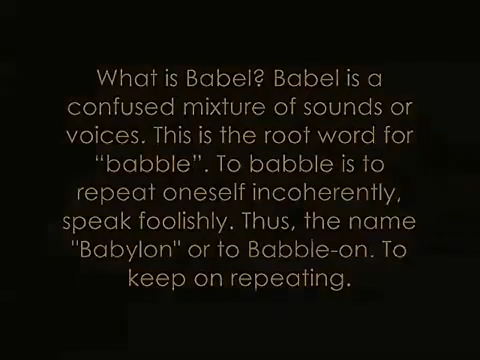 What is Babel? Babel is a
confused mixture of sounds or
voices. This is the root word for
“babble”. To babble is to
repeat oneself incoherently,
speak foolishly. Thus, the name
"Babylon" or to Babble-on. To
keep on repeating.